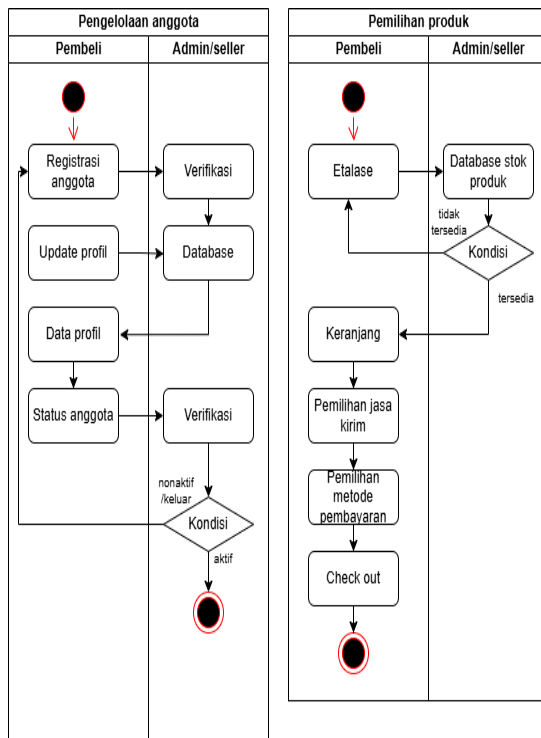 Pengelolaan anggota
Pembeli
Admin/seller
Registrasi
anggota
Verifikasi
Update profil
Database
Data profil
Status anggota
Verifikasi
nonaktif
/keluar
Kondisi
aktif
Pemilihan produk
Pembeli
Admin/seller
Etalase
Database stok
produk
tidak
tersedia
Kondisi
tersedia
Keranjang
Pemilihan jasa
kirim
Pemilihan
metode
pembayaran
Check out